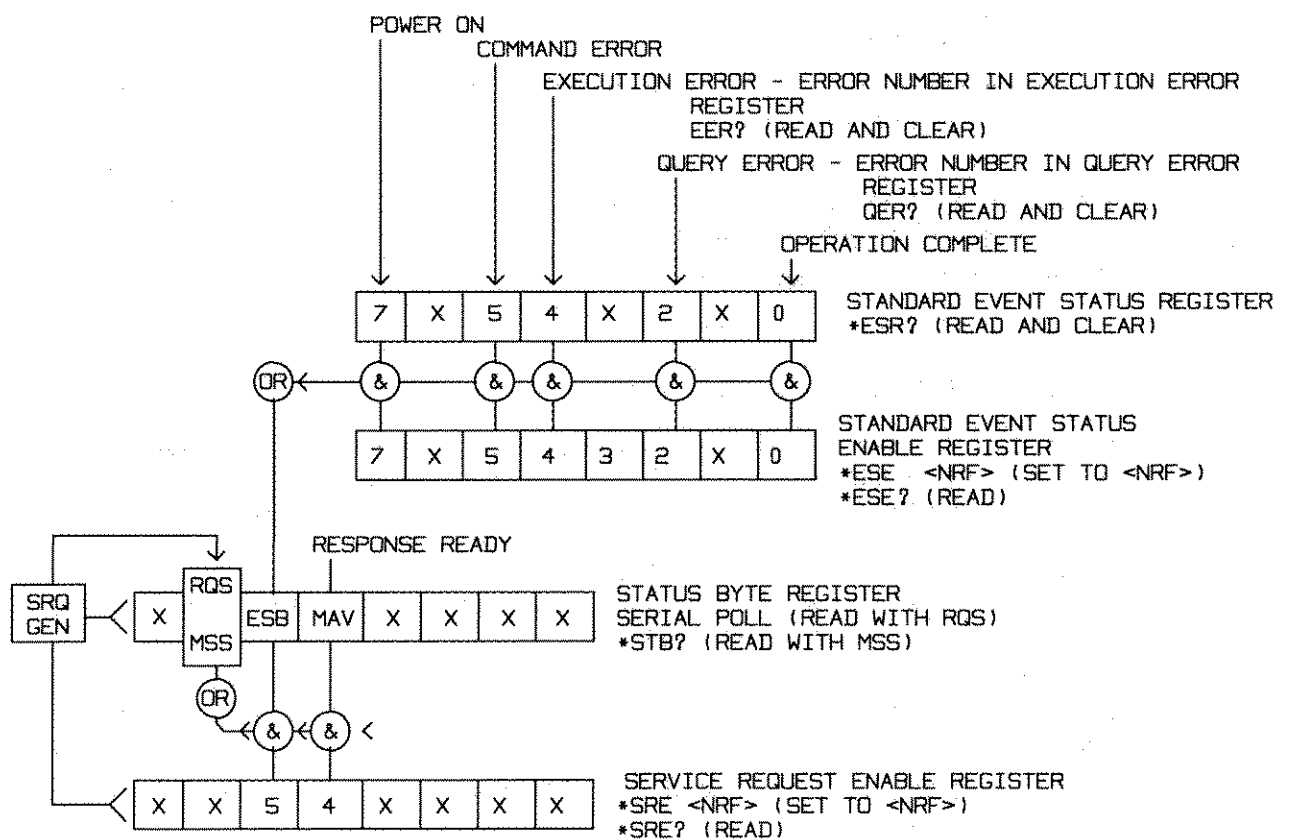 POWER ON
COMMAND ERROR
EXECUTION ERROR - ERROR NUMBER IN EXECUTION ERROR
REGISTER
EER? (READ AND CLEAR)
QUERY ERROR - ERROR NUMBER IN QUERY ERROR
REGISTER
QER? (READ AND CLEAR)
OPERATION COMPLETE
7 X 5 4 X 2 X 0
STANDARD EVENT STATUS REGISTER
*ESR? (READ AND CLEAR)
OR & & & & &
7 X 5 4 3 2 X 0
STANDARD EVENT STATUS
ENABLE REGISTER
*ESE <NRF> (SET TO <NRF>)
*ESE? (READ)
RESPONSE READY
SRQ
GEN
X RQS ESB MAV X X X X
MSS
STATUS BYTE REGISTER
SERIAL POLL (READ WITH RQS)
*STB? (READ WITH MSS)
OR
& &
X X 5 4 X X X X
SERVICE REQUEST ENABLE REGISTER
*SRE <NRF> (SET TO <NRF>)
*SRE? (READ)